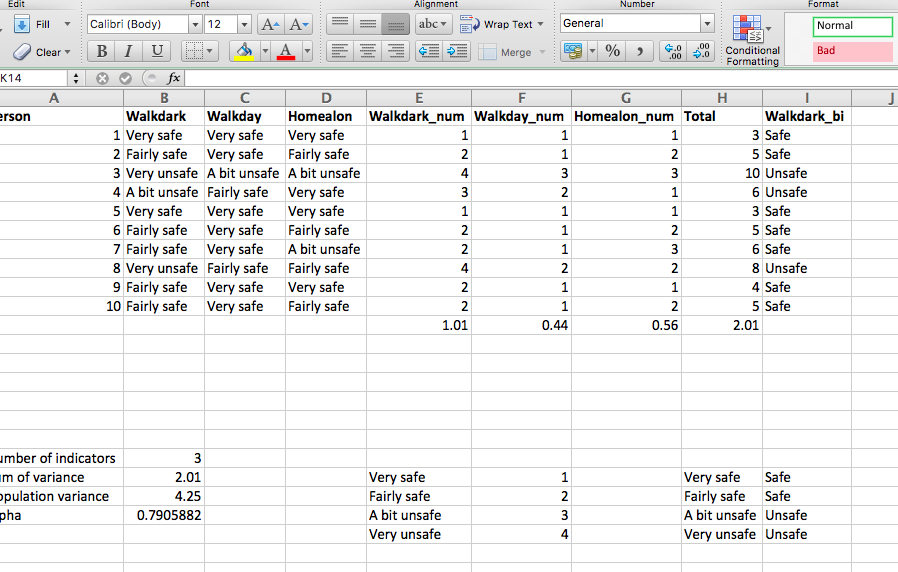 Edit Font Alignment Number Format
Fill Calibri (Body) 12 A A abc Wrap Text General Normal
Clear B I U A Merge % , .0 .00 .00 .0 Conditional Formatting Bad
K14 fx
A B C D E F G H I J
erson Walkdark Walkday Homealon Walkdark_num Walkday_num Homealon_num Total Walkdark_bi
1 Very safe Very safe Very safe 1 1 1 3 Safe
2 Fairly safe Very safe Fairly safe 2 1 2 5 Safe
3 Very unsafe A bit unsafe A bit unsafe 4 3 3 10 Unsafe
4 A bit unsafe Fairly safe Very safe 3 2 1 6 Unsafe
5 Very safe Very safe Very safe 1 1 1 3 Safe
6 Fairly safe Very safe Fairly safe 2 1 2 5 Safe
7 Fairly safe Very safe A bit unsafe 2 1 3 6 Safe
8 Very unsafe Fairly safe Fairly safe 4 2 2 8 Unsafe
9 Fairly safe Very safe Very safe 2 1 1 4 Safe
10 Fairly safe Very safe Fairly safe 2 1 2 5 Safe
1.01 0.44 0.56 2.01
umber of indicators 3
m of variance 2.01 Very safe 1 Very safe Safe
opulation variance 4.25 Fairly safe 2 Fairly safe Safe
pha 0.7905882 A bit unsafe 3 A bit unsafe Unsafe
Very unsafe 4 Very unsafe Unsafe